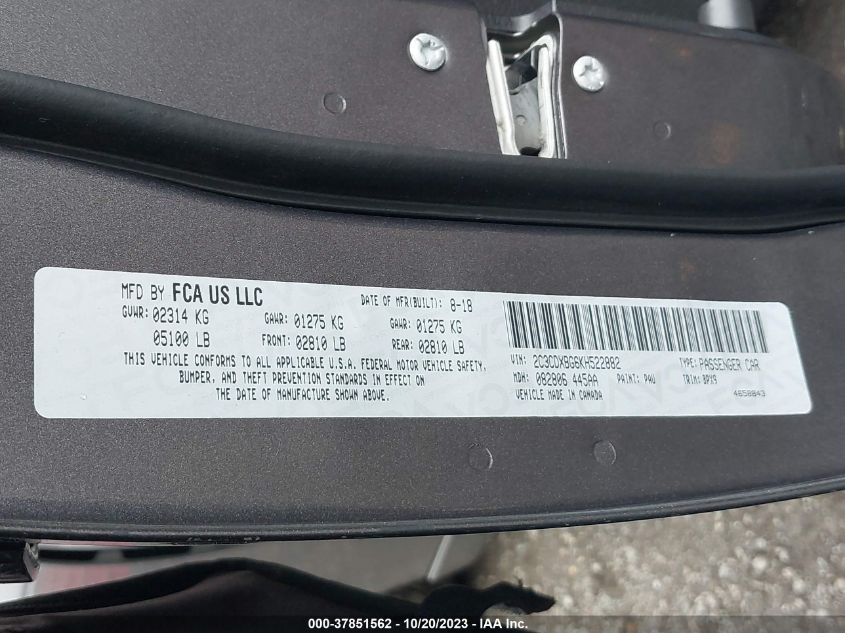 MFD BY FCA US LLC DATE OF MFR(BUILT): 8-18
GVWR: 02314 KG GAWR: 01275 KG GAWR: 01275 KG
05100 LB FRONT: 02810 LB REAR: 02810 LB
THIS VEHICLE CONFORMS TO ALL APPLICABLE U.S.A. FEDERAL MOTOR VEHICLE SAFETY,
BUMPER, AND THEFT PREVENTION STANDARDS IN EFFECT ON
THE DATE OF MANUFACTURE SHOWN ABOVE.
VIN: 2C3CDXBG6KH522882 TYPE: PASSENGER CAR
MDH: 082806 445AA PAINT: PAU TRIM: BPX9
VEHICLE MADE IN CANADA 4658843
000-37851562 - 10/20/2023 - IAA Inc.